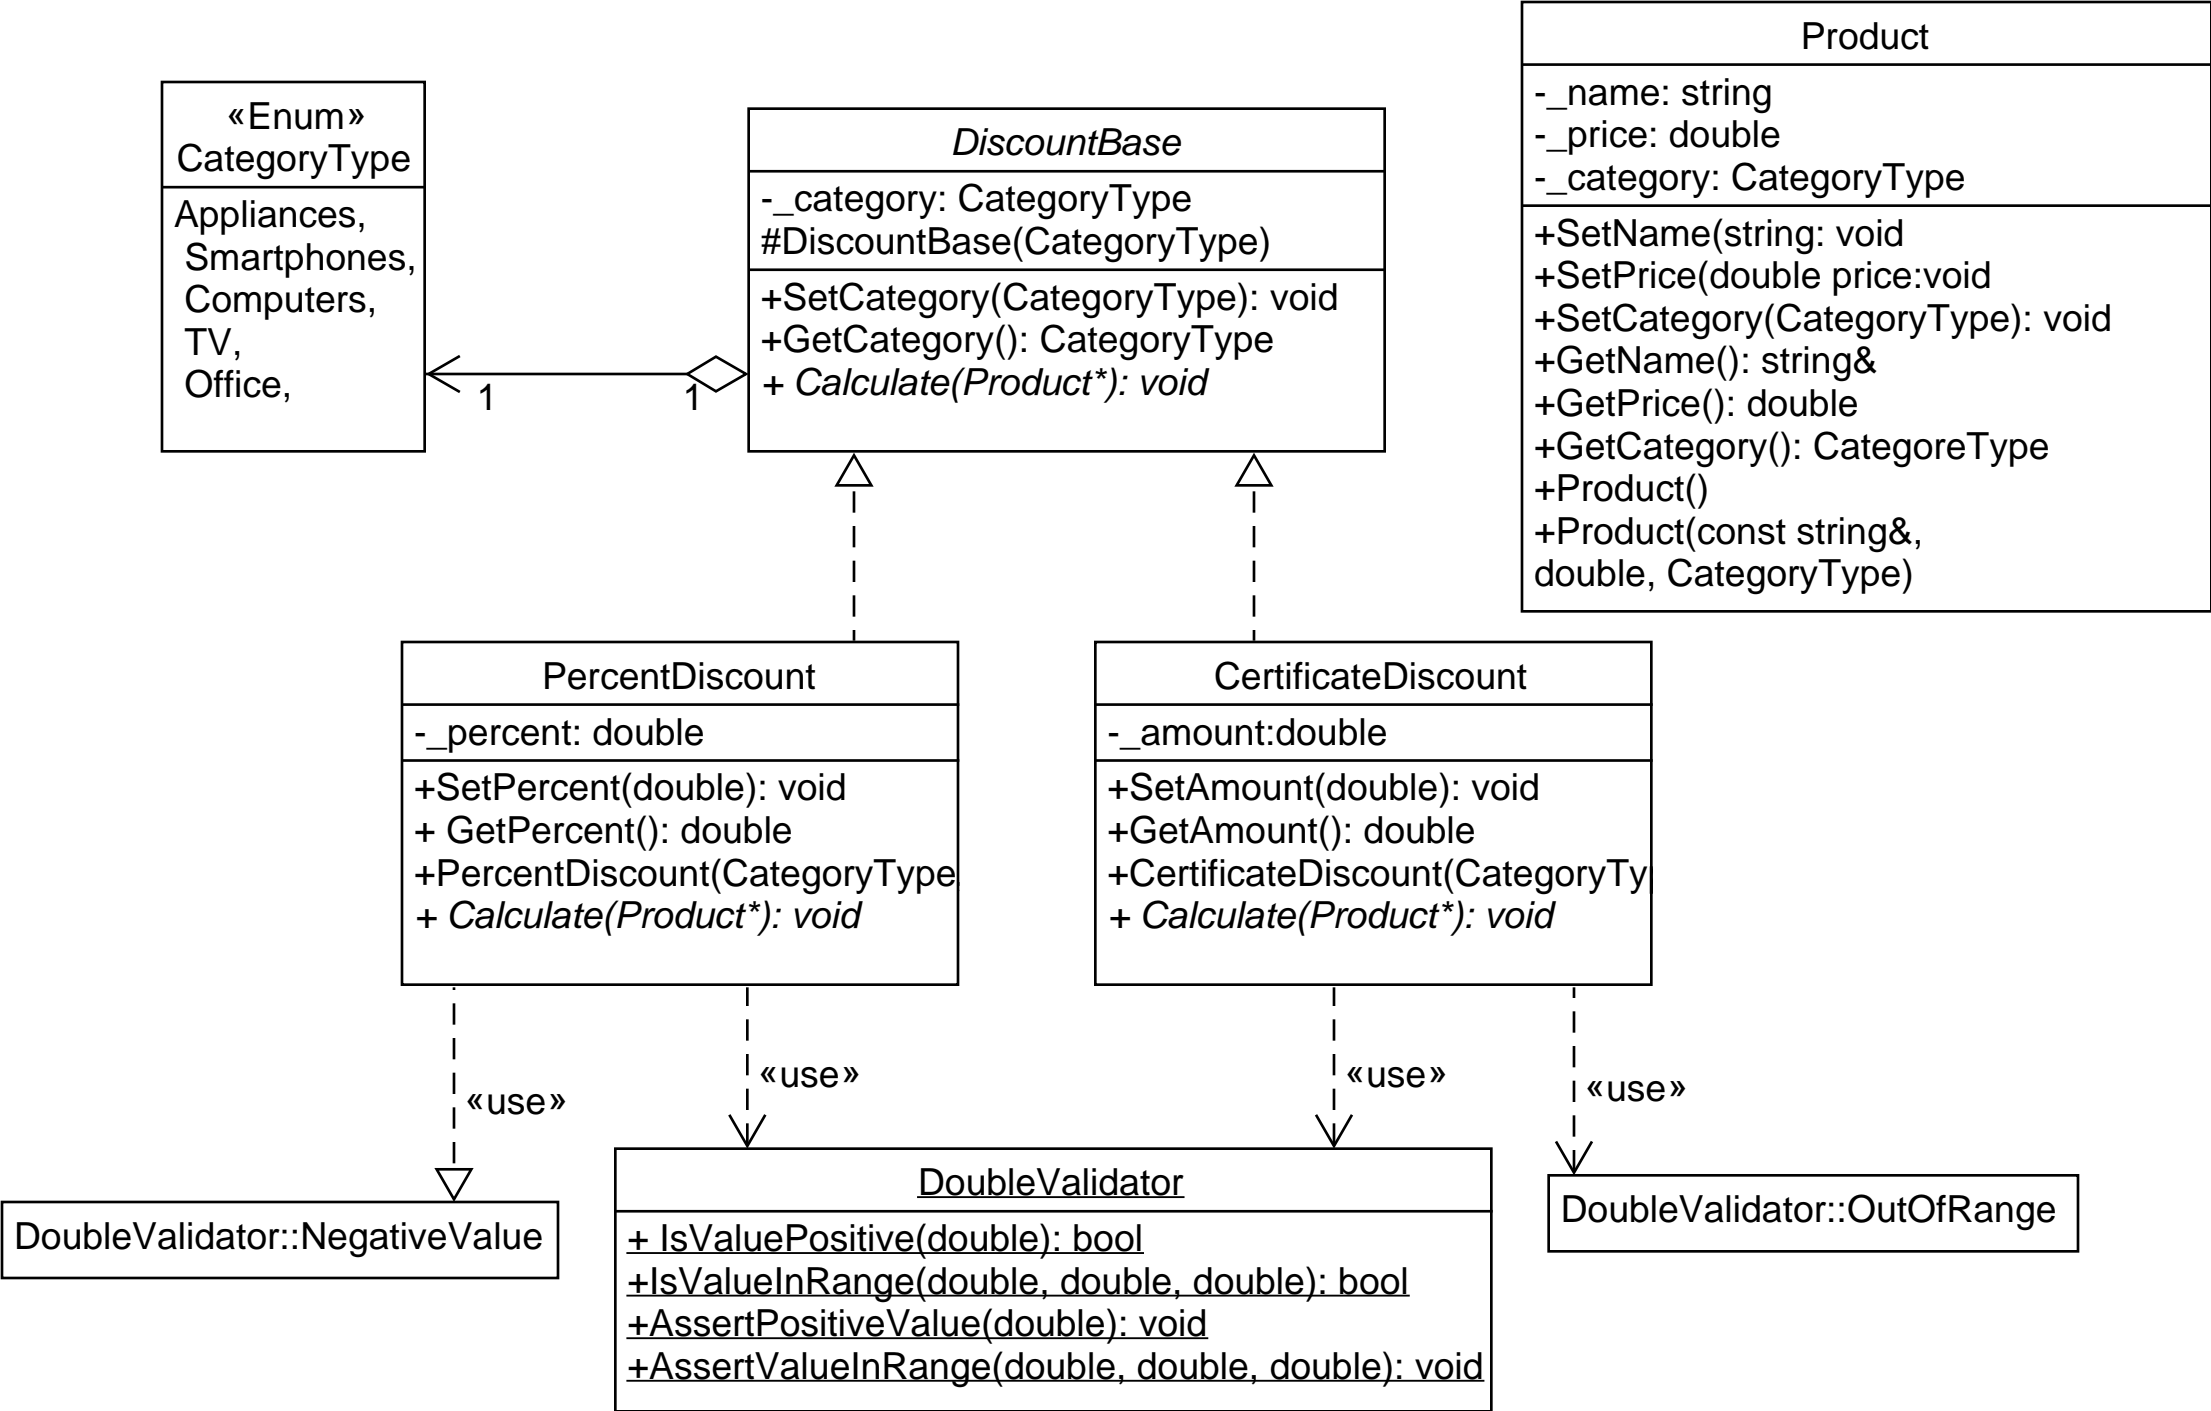 «Enum»
CategoryType
Appliances,
Smartphones,
Computers,
TV,
Office,
DiscountBase
-_category: CategoryType
#DiscountBase(CategoryType)
+SetCategory(CategoryType): void
+GetCategory(): CategoryType
+ Calculate(Product*): void
1
1
Product
-_name: string
-_price: double
-_category: CategoryType
+SetName(string: void
+SetPrice(double price:void
+SetCategory(CategoryType): void
+GetName(): string&
+GetPrice(): double
+GetCategory(): CategoreType
+Product()
+Product(const string&,
double, CategoryType)
PercentDiscount
-_percent: double
+SetPercent(double): void
+ GetPercent(): double
+PercentDiscount(CategoryType
+ Calculate(Product*): void
CertificateDiscount
-_amount:double
+SetAmount(double): void
+GetAmount(): double
+CertificateDiscount(CategoryTy
+ Calculate(Product*): void
«use»
«use»
«use»
«use»
DoubleValidator::NegativeValue
DoubleValidator
+ IsValuePositive(double): bool
+IsValueInRange(double, double, double): bool
+AssertPositiveValue(double): void
+AssertValueInRange(double, double, double): void
DoubleValidator::OutOfRange